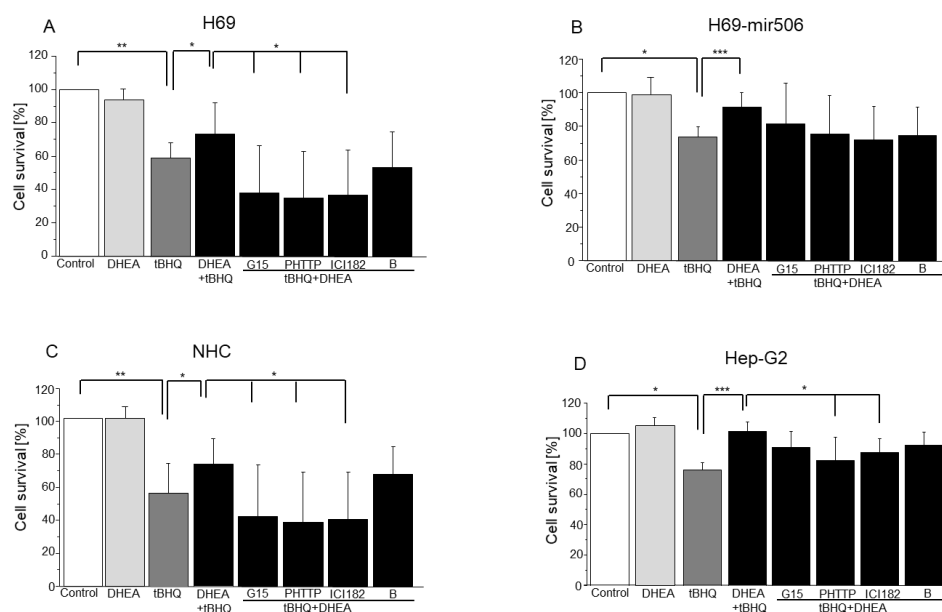 A
H69
** * *
Cell survival [%]
120
100
80
60
40
20
0
Control DHEA tBHQ DHEA +tBHQ G15 PHTTP ICI182 B
tBHQ+DHEA
B
H69-mir506
* ***
Cell survival [%]
120
100
80
60
40
20
0
Control DHEA tBHQ DHEA +tBHQ G15 PHTTP ICI182 B
tBHQ+DHEA
C
NHC
** * *
Cell survival [%]
120
100
80
60
40
20
0
Control DHEA tBHQ DHEA +tBHQ G15 PHTTP ICI182 B
tBHQ+DHEA
D
Hep-G2
* *** *
Cell survival [%]
120
100
80
60
40
20
0
Control DHEA tBHQ DHEA +tBHQ G15 PHTTP ICI182 B
tBHQ+DHEA